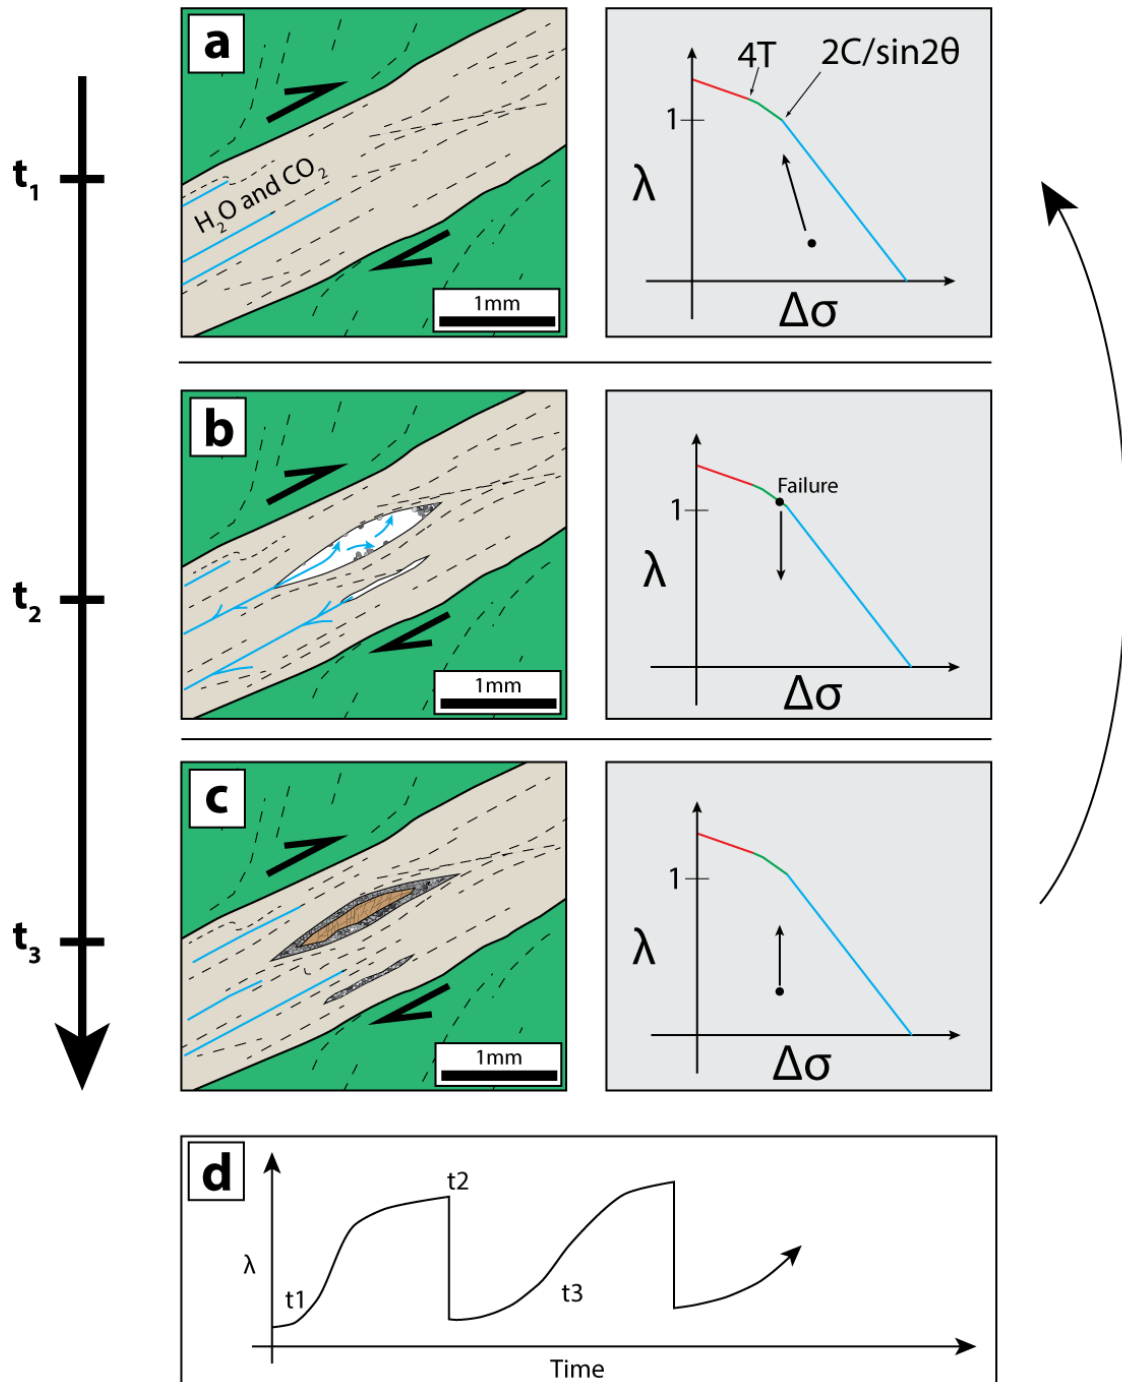 a
t₁
H₂O and CO₂
1mm
4T
2C/sin2θ
1
λ
Δσ
b
t₂
1mm
Failure
1
λ
Δσ
c
t₃
1mm
1
λ
Δσ
d
t2
λ
t1
t3
Time